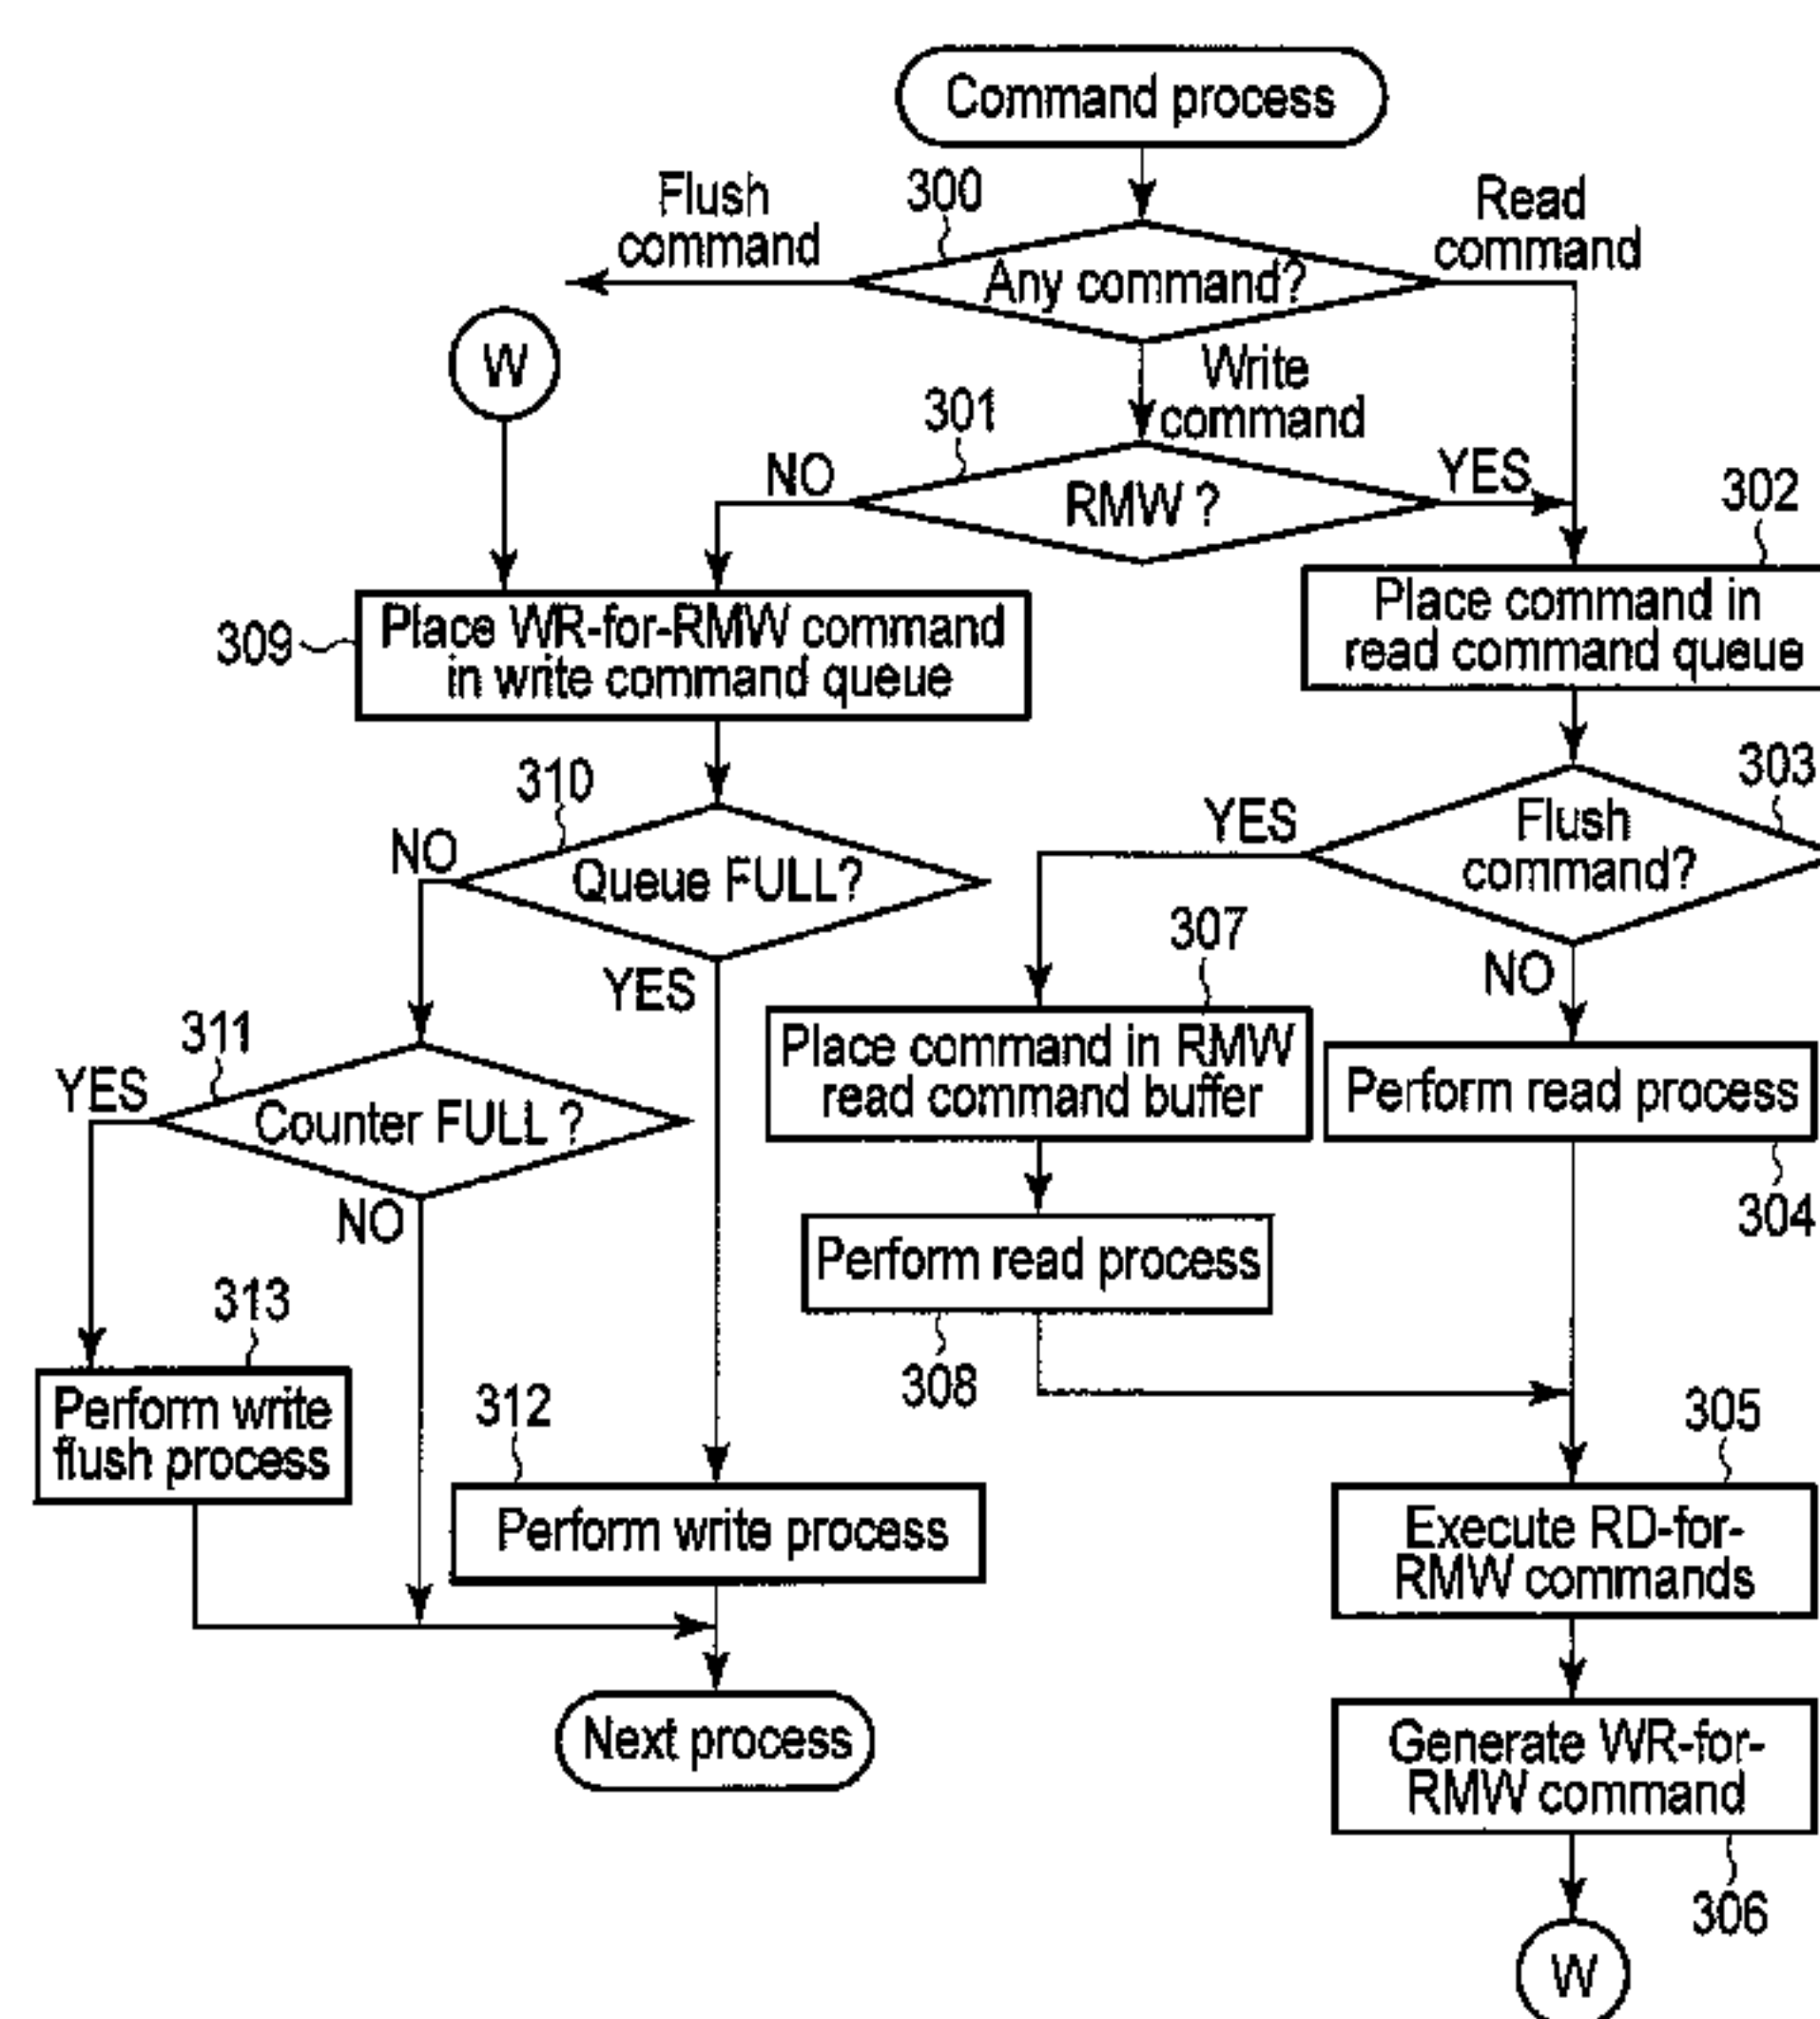 Command process
Flush
command
300
Read
command
Any command?
W
Write
command
301
NO
RMW ?
YES
302
Place WR-for-RMW command
in write command queue
309
Place command in
read command queue
310
NO
Queue FULL?
YES
303
YES
Flush
command?
NO
307
311
YES
Counter FULL ?
NO
Place command in RMW
read command buffer
Perform read process
304
Perform read process
308
313
Perform write
flush process
312
Perform write process
305
Execute RD-for-
RMW commands
Next process
Generate WR-for-
RMW command
306
W